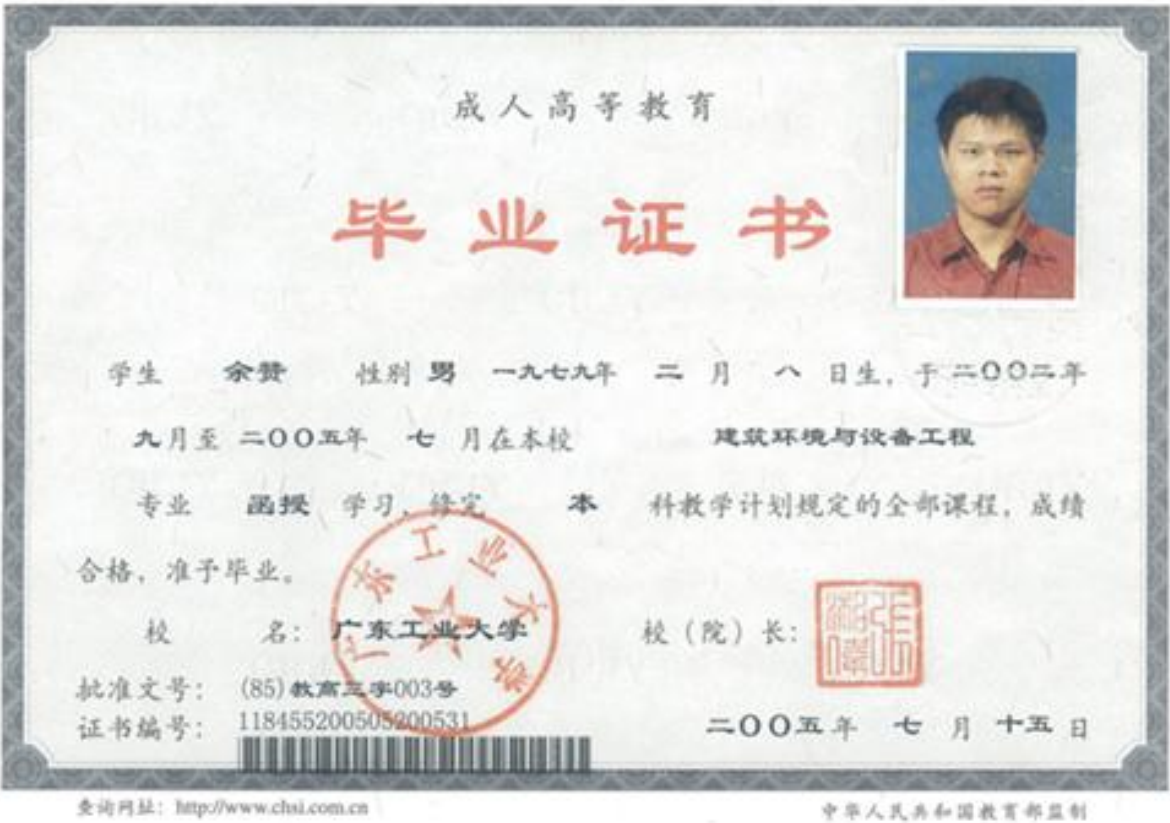 成人高等教育
毕业证书
学生 余赞 性别 男 一九七九年 二 月 八 日生，于 二〇〇二年
九月至 二〇〇五年 七 月在本校 建筑环境与设备工程
专业 函授 学习，修完 本 科教学计划规定的全部课程，成绩
合格，准予毕业。
校 名： 广东工业大学 校（院）长：
广东工业大学
批准文号： (85)教高三字003号
证书编号： 118455200505200531
二〇〇五年 七 月 十五 日
查询网址： http://www.chsi.com.cn 中华人民共和国教育部监制